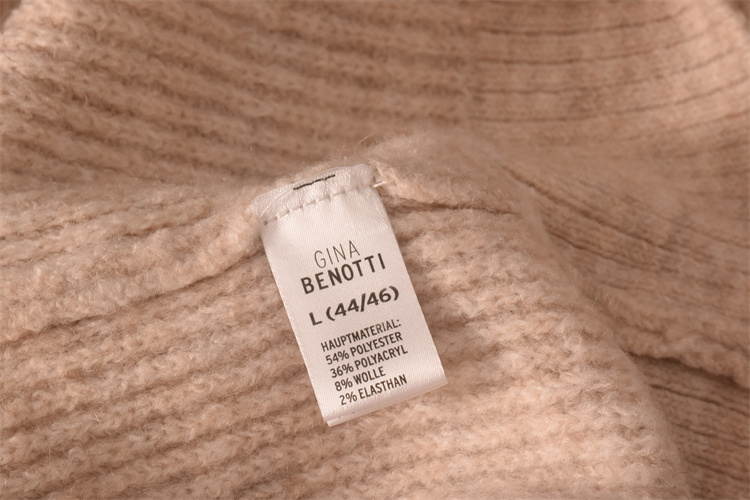 GINA
BENOTTI
L (44/46)
HAUPTMATERIAL:
54% POLYESTER
36% POLYACRYL
8% WOLLE
2% ELASTHAN